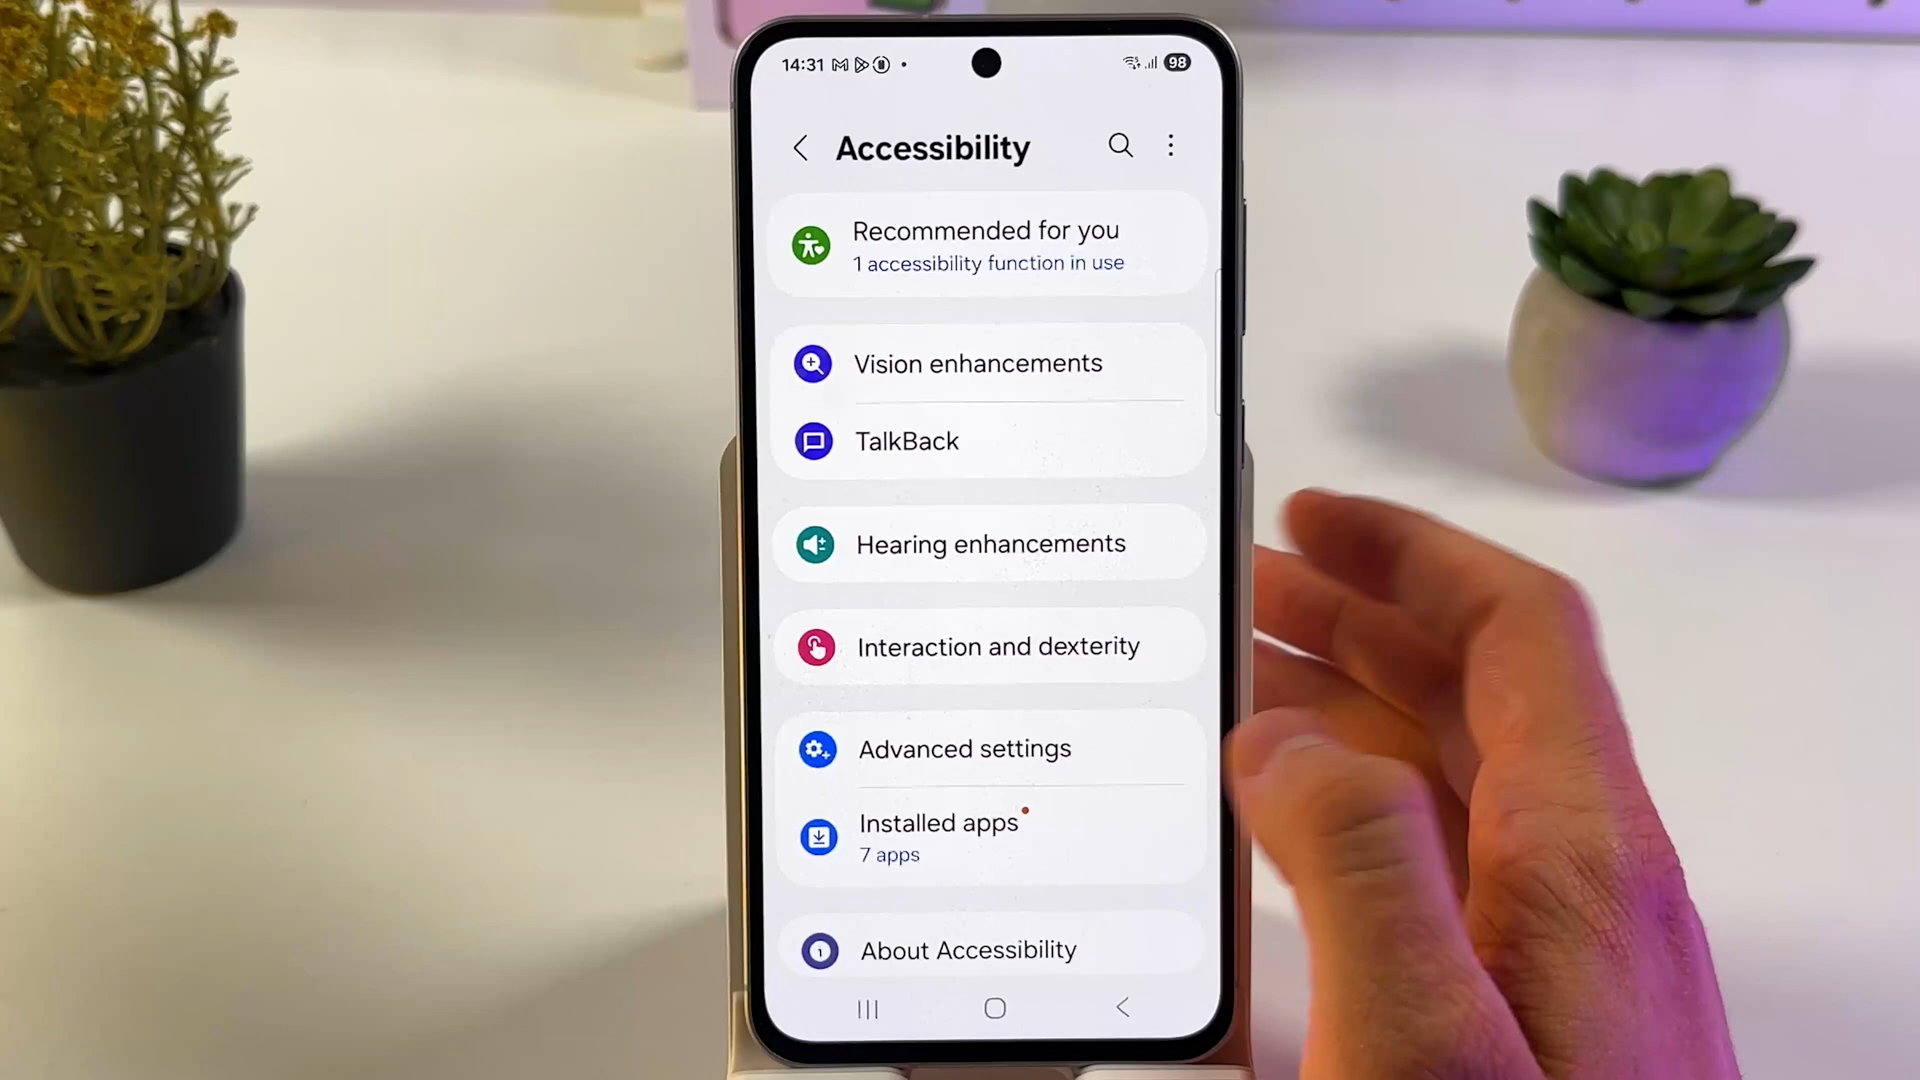 14:31
98
Accessibility
Recommended for you
1 accessibility function in use
Vision enhancements
TalkBack
Hearing enhancements
Interaction and dexterity
Advanced settings
Installed apps
7 apps
About Accessibility